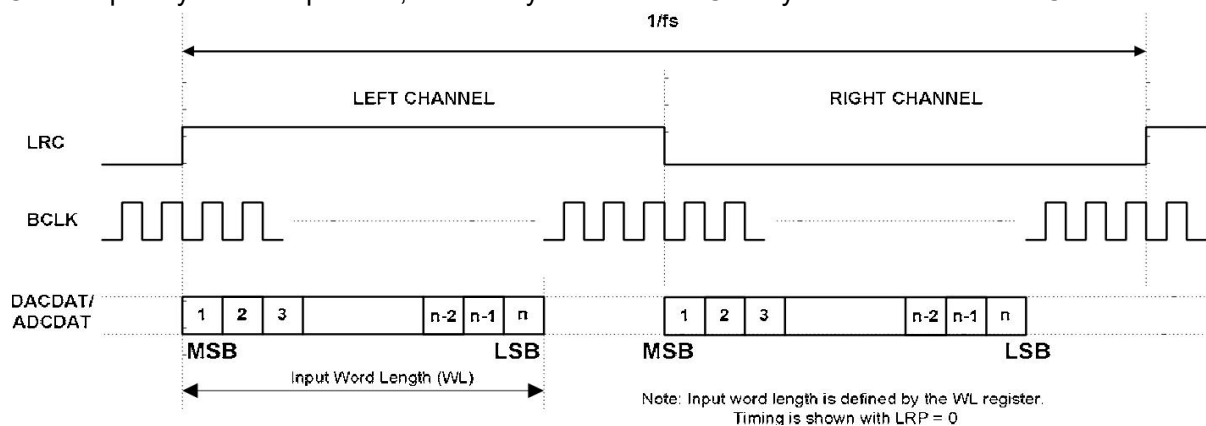 1/fs
LEFT CHANNEL
RIGHT CHANNEL
LRC
BCLK
DACDAT/
ADCDAT
1 2 3 n-2 n-1 n
1 2 3 n-2 n-1 n
MSB
LSB
MSB
LSB
Input Word Length (WL)
Note: Input word length is defined by the WL register.
Timing is shown with LRP = 0